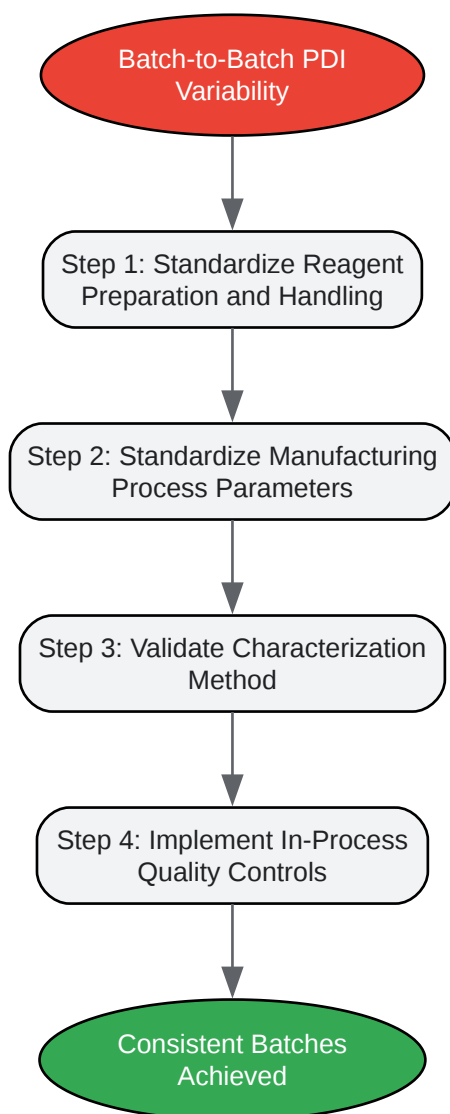 Batch-to-Batch PDI
Variability
Step 1: Standardize Reagent
Preparation and Handling
Step 2: Standardize Manufacturing
Process Parameters
Step 3: Validate Characterization
Method
Step 4: Implement In-Process
Quality Controls
Consistent Batches
Achieved